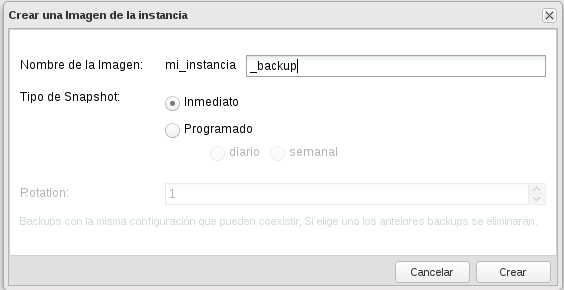 Crear una Imagen de la instancia
Nombre de la Imagen: mi_instancia _backup
Tipo de Snapshot: Inmediato
Programado
diario semanal
Rotation: 1
Backups con la misma configuración que pueden coexistir, Si elige uno los anteiores backups se eliminarán.
Cancelar Crear